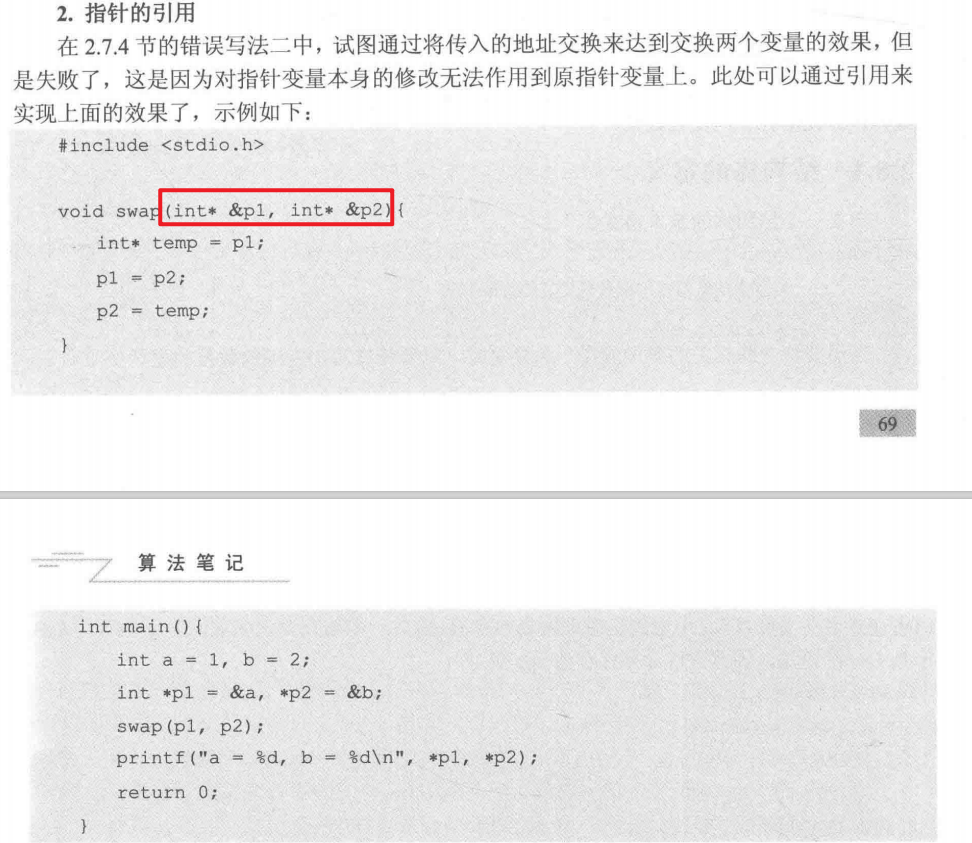 2. 指针的引用
在 2.7.4 节的错误写法二中，试图通过将传入的地址交换来达到交换两个变量的效果，但
是失败了，这是因为对指针变量本身的修改无法作用到原指针变量上。此处可以通过引用来
实现上面的效果了，示例如下：
#include <stdio.h>
void swap(int* &p1, int* &p2){
int* temp = p1;
p1 = p2;
p2 = temp;
}
69
算法笔记
int main(){
int a = 1, b = 2;
int *p1 = &a, *p2 = &b;
swap(p1, p2);
printf("a = %d, b = %d\n", *p1, *p2);
return 0;
}